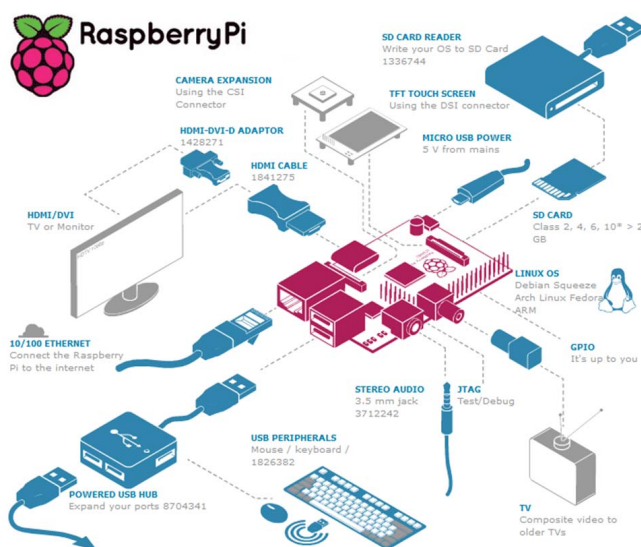 RaspberryPi
SD CARD READER
Write your OS to SD Card
1336744
CAMERA EXPANSION
Using the CSI
Connector
TFT TOUCH SCREEN
Using the DSI connector
HDMI-DVI-D ADAPTOR
1428271
MICRO USB POWER
5 V from mains
HDMI CABLE
1841275
HDMI/DVI
TV or Monitor
SD CARD
Class 2, 4, 6, 10* > 2
GB
LINUX OS
Debian Squeeze
Arch Linux Fedora
ARM
10/100 ETHERNET
Connect the Raspberry
Pi to the internet
GPIO
It's up to you
STEREO AUDIO
3.5 mm jack
3712242
JTAG
Test/Debug
USB PERIPHERALS
Mouse / keyboard /
1826382
POWERED USB HUB
Expand your ports 8704341
TV
Composite video to
older TVs